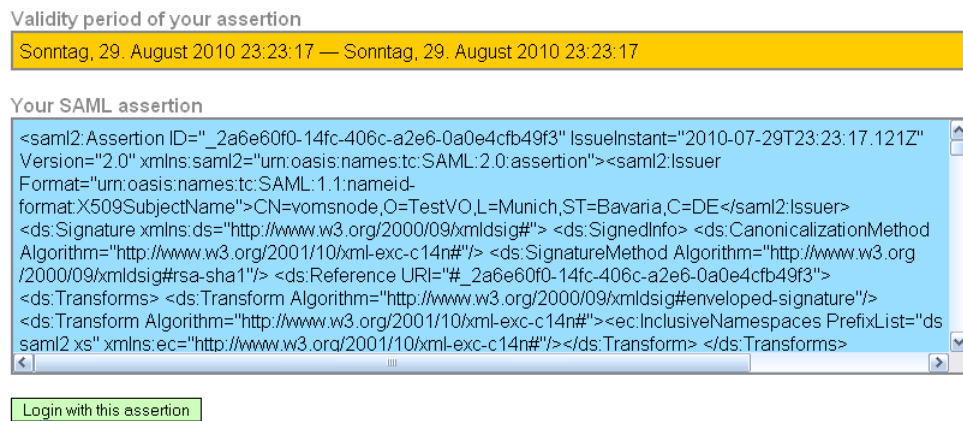 Validity period of your assertion
Sonntag, 29. August 2010 23:23:17 — Sonntag, 29. August 2010 23:23:17
Your SAML assertion
<saml2:Assertion ID="_2a6e60f0-14fc-406c-a2e6-0a0e4cfb49f3" IssueInstant="2010-07-29T23:23:17.121Z"
Version="2.0" xmlns:saml2="urn:oasis:names:tc:SAML:2.0:assertion"><saml2:Issuer
Format="urn:oasis:names:tc:SAML:1.1:nameid-
format:X509SubjectName">CN=vomsnode,O=TestVO,L=Munich,ST=Bavaria,C=DE</saml2:Issuer>
<ds:Signature xmlns:ds="http://www.w3.org/2000/09/xmldsig#"> <ds:SignedInfo> <ds:CanonicalizationMethod
Algorithm="http://www.w3.org/2001/10/xml-exc-c14n#"/> <ds:SignatureMethod Algorithm="http://www.w3.org
/2000/09/xmldsig#rsa-sha1"/> <ds:Reference URI="#_2a6e60f0-14fc-406c-a2e6-0a0e4cfb49f3">
<ds:Transforms> <ds:Transform Algorithm="http://www.w3.org/2000/09/xmldsig#enveloped-signature"/>
<ds:Transform Algorithm="http://www.w3.org/2001/10/xml-exc-c14n#"><ec:InclusiveNamespaces PrefixList="ds
saml2 xs" xmlns:ec="http://www.w3.org/2001/10/xml-exc-c14n#"/></ds:Transform> </ds:Transforms>
Login with this assertion